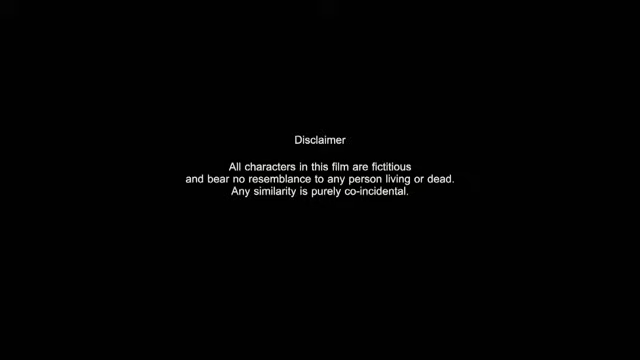 Disclaimer
All characters in this film are fictitious
and bear no resemblance to any person living or dead.
Any similarity is purely co-incidental.